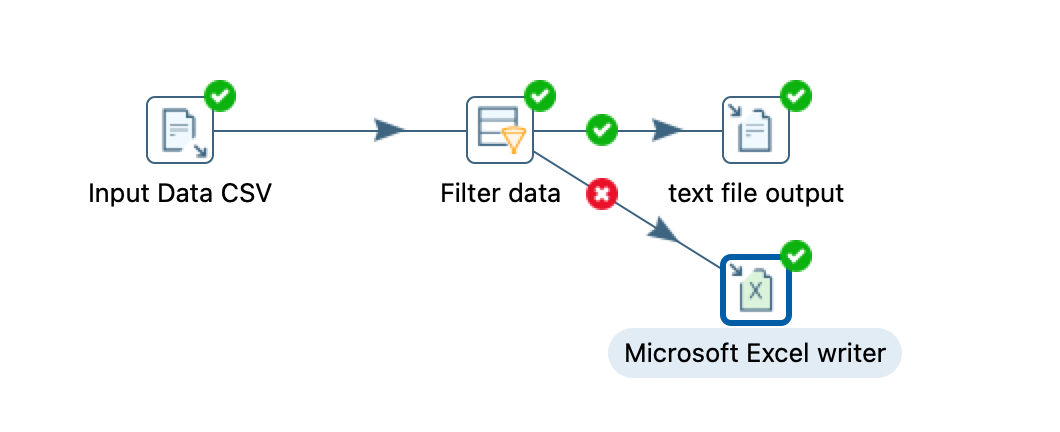 Input Data CSV
Filter data
text file output
X
Microsoft Excel writer